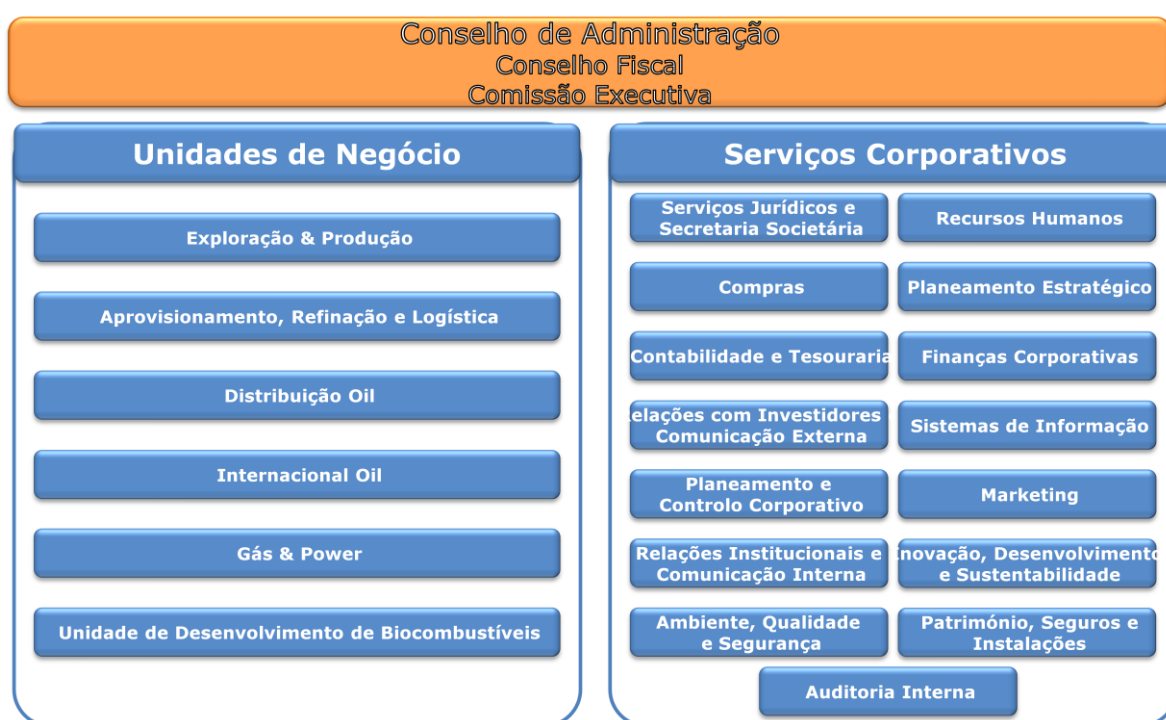 Conselho de Administração
Conselho Fiscal
Comissão Executiva
Unidades de Negócio
Exploração & Produção
Aprovisionamento, Refinação e Logística
Distribuição Oil
Internacional Oil
Gás & Power
Unidade de Desenvolvimento de Biocombustíveis
Serviços Corporativos
Serviços Jurídicos e
Secretaria Societária
Recursos Humanos
Compras
Planeamento Estratégico
Contabilidade e Tesouraria
Finanças Corporativas
elações com Investidores
Comunicação Externa
Sistemas de Informação
Planeamento e
Controlo Corporativo
Marketing
Relações Institucionais e
Comunicação Interna
Inovação, Desenvolvimento
e Sustentabilidade
Ambiente, Qualidade
e Segurança
Património, Seguros e
Instalações
Auditoria Interna